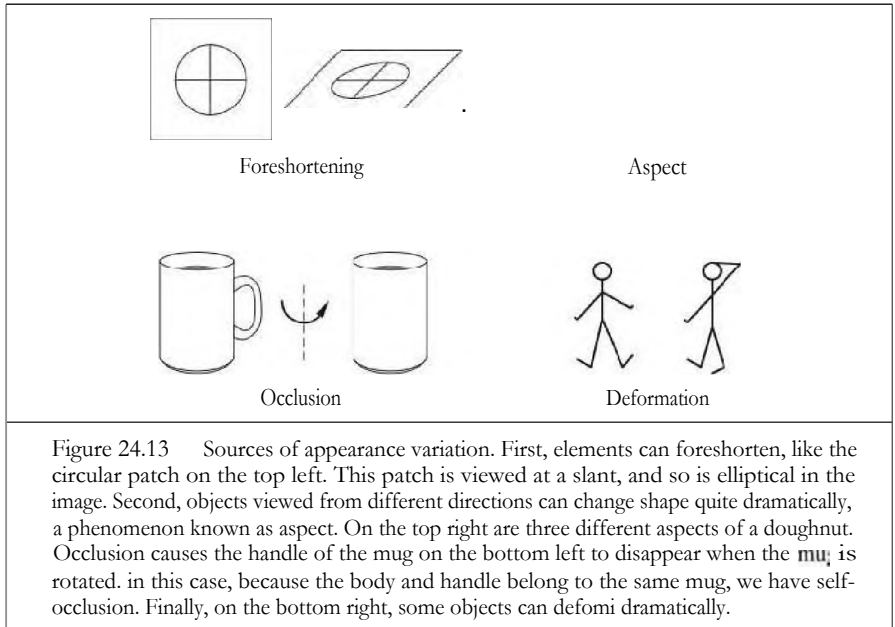 Foreshortening
Aspect
Occlusion
Deformation
Figure 24.13 Sources of appearance variation. First, elements can foreshorten, like the
circular patch on the top left. This patch is viewed at a slant, and so is elliptical in the
image. Second, objects viewed from different directions can change shape quite dramatically,
a phenomenon known as aspect. On the top right are three different aspects of a doughnut.
Occlusion causes the handle of the mug on the bottom left to disappear when the mu; is
rotated. in this case, because the body and handle belong to the same mug, we have self-
occlusion. Finally, on the bottom right, some objects can defomi dramatically.